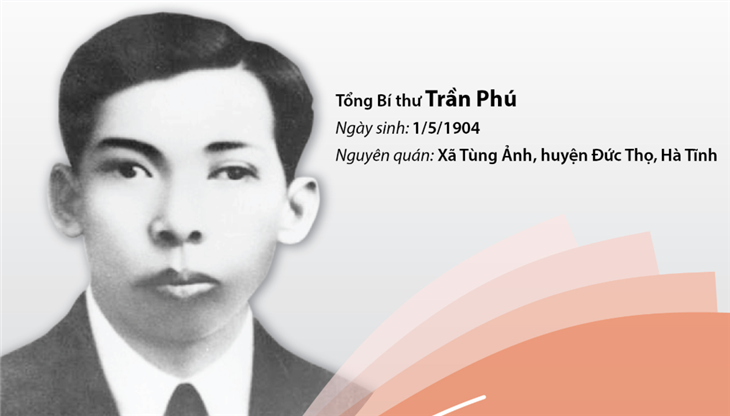 Tổng Bí thư Trần Phú
Ngày sinh: 1/5/1904
Nguyên quán: Xã Tùng Ảnh, huyện Đức Thọ, Hà Tĩnh